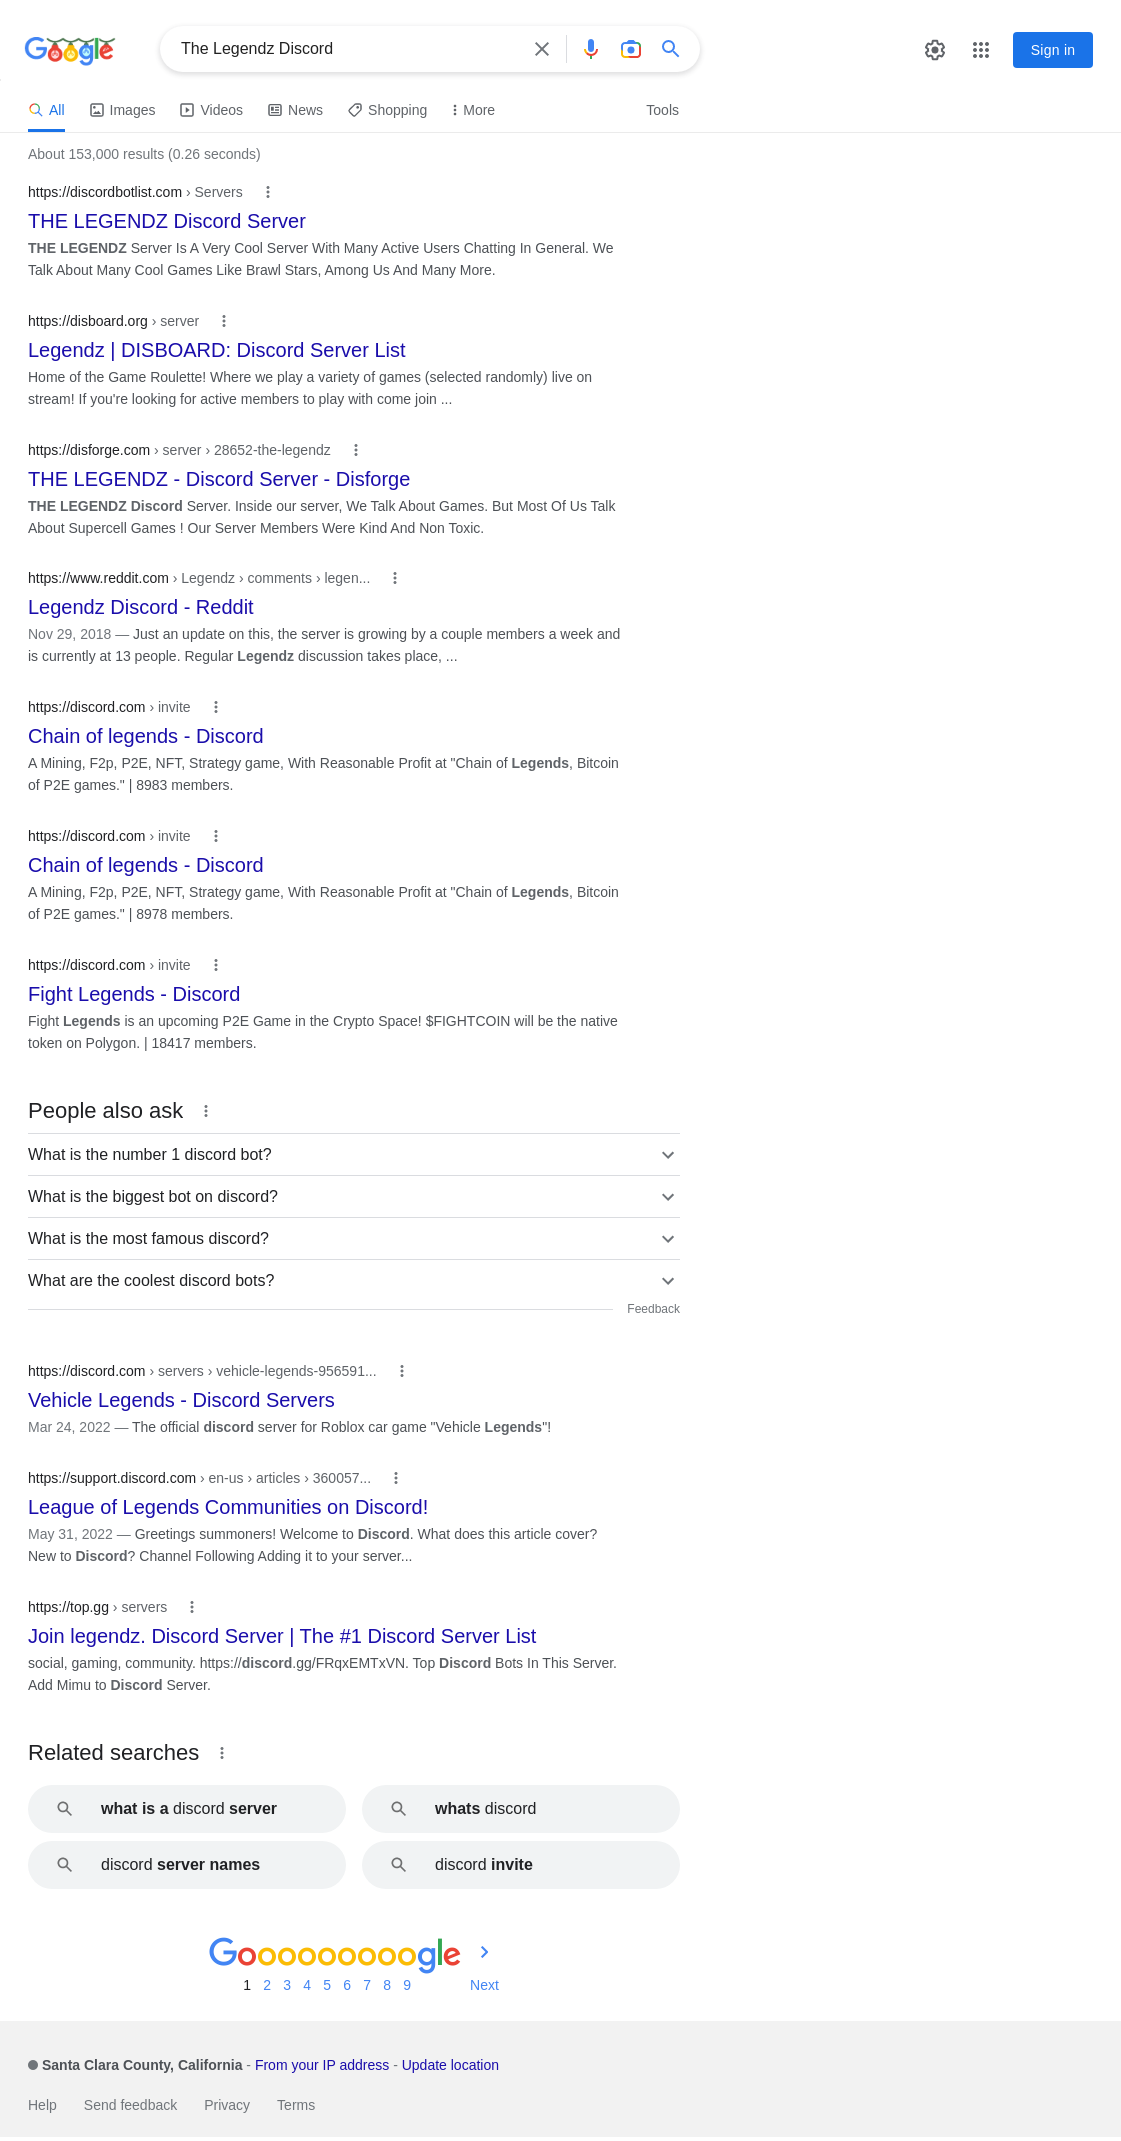 Google
The Legendz Discord
Sign in
All Images Videos News Shopping More Tools
About 153,000 results (0.26 seconds)
https://discordbotlist.com › Servers
THE LEGENDZ Discord Server
THE LEGENDZ Server Is A Very Cool Server With Many Active Users Chatting In General. We
Talk About Many Cool Games Like Brawl Stars, Among Us And Many More.
https://disboard.org › server
Legendz | DISBOARD: Discord Server List
Home of the Game Roulette! Where we play a variety of games (selected randomly) live on
stream! If you're looking for active members to play with come join ...
https://disforge.com › server › 28652-the-legendz
THE LEGENDZ - Discord Server - Disforge
THE LEGENDZ Discord Server. Inside our server, We Talk About Games. But Most Of Us Talk
About Supercell Games ! Our Server Members Were Kind And Non Toxic.
https://www.reddit.com › Legendz › comments › legen...
Legendz Discord - Reddit
Nov 29, 2018 — Just an update on this, the server is growing by a couple members a week and
is currently at 13 people. Regular Legendz discussion takes place, ...
https://discord.com › invite
Chain of legends - Discord
A Mining, F2p, P2E, NFT, Strategy game, With Reasonable Profit at "Chain of Legends, Bitcoin
of P2E games." | 8983 members.
https://discord.com › invite
Chain of legends - Discord
A Mining, F2p, P2E, NFT, Strategy game, With Reasonable Profit at "Chain of Legends, Bitcoin
of P2E games." | 8978 members.
https://discord.com › invite
Fight Legends - Discord
Fight Legends is an upcoming P2E Game in the Crypto Space! $FIGHTCOIN will be the native
token on Polygon. | 18417 members.
People also ask
What is the number 1 discord bot?
What is the biggest bot on discord?
What is the most famous discord?
What are the coolest discord bots?
Feedback
https://discord.com › servers › vehicle-legends-956591...
Vehicle Legends - Discord Servers
Mar 24, 2022 — The official discord server for Roblox car game "Vehicle Legends"!
https://support.discord.com › en-us › articles › 360057...
League of Legends Communities on Discord!
May 31, 2022 — Greetings summoners! Welcome to Discord. What does this article cover?
New to Discord? Channel Following Adding it to your server...
https://top.gg › servers
Join legendz. Discord Server | The #1 Discord Server List
social, gaming, community. https://discord.gg/FRqxEMTxVN. Top Discord Bots In This Server.
Add Mimu to Discord Server.
Related searches
what is a discord server
whats discord
discord server names
discord invite
Gooooooooogle
1 2 3 4 5 6 7 8 9 Next
Santa Clara County, California - From your IP address - Update location
Help Send feedback Privacy Terms